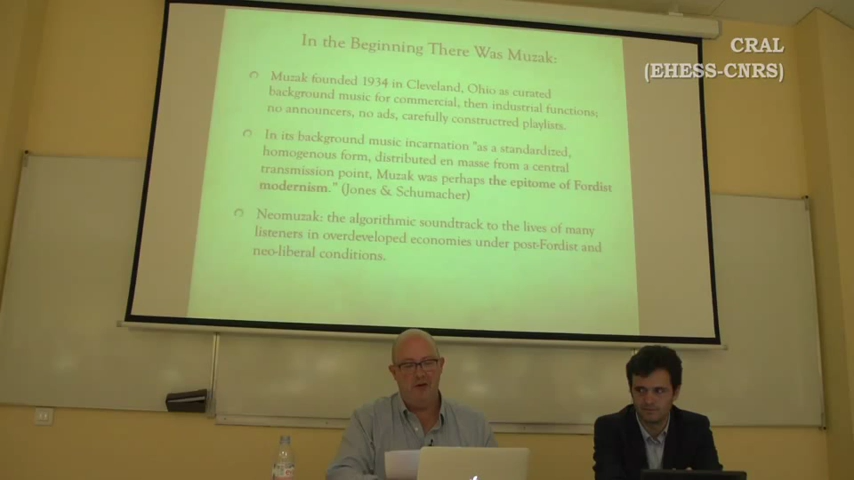 In the Beginning There Was Muzak:
Muzak founded 1934 in Cleveland, Ohio as curated
background music for commercial, then industrial functions;
no announcers, no ads, carefully constructred playlists.
In its background music incarnation "as a standardized,
homogenous form, distributed en masse from a central
transmission point, Muzak was perhaps the epitome of Fordist
modernism." (Jones & Schumacher)
Neomuzak: the algorithmic soundtrack to the lives of many
listeners in overdeveloped economies under post-Fordist and
neo-liberal conditions.
CRAL
(EHESS-CNRS)